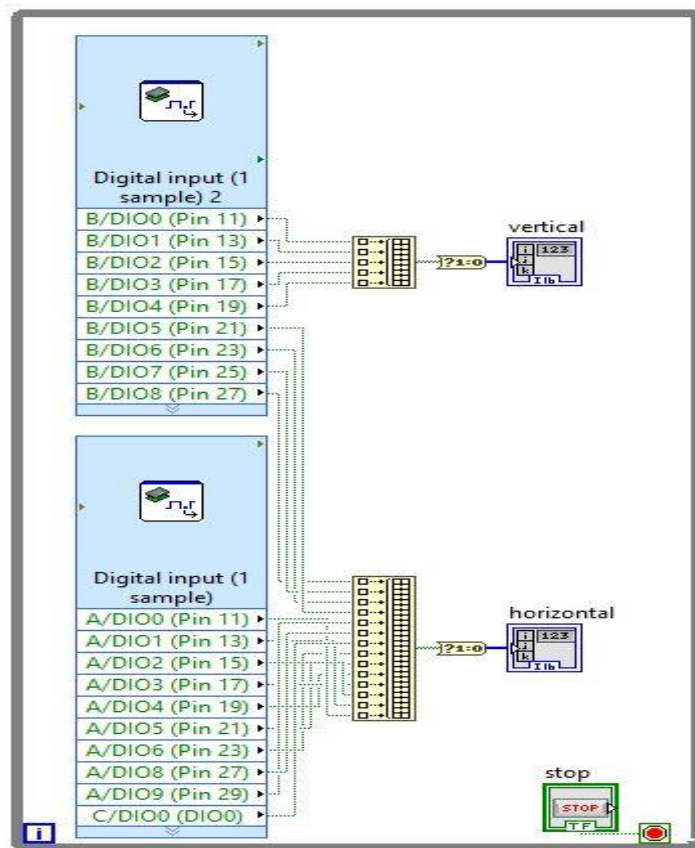 Digital input (1
sample) 2
B/DIO0 (Pin 11)
B/DIO1 (Pin 13)
B/DIO2 (Pin 15)
B/DIO3 (Pin 17)
B/DIO4 (Pin 19)
B/DIO5 (Pin 21)
B/DIO6 (Pin 23)
B/DIO7 (Pin 25)
B/DIO8 (Pin 27)
vertical
?1:0
i 123
j
k
I16
Digital input (1
sample)
A/DIO0 (Pin 11)
A/DIO1 (Pin 13)
A/DIO2 (Pin 15)
A/DIO3 (Pin 17)
A/DIO4 (Pin 19)
A/DIO5 (Pin 21)
A/DIO6 (Pin 23)
A/DIO8 (Pin 27)
A/DIO9 (Pin 29)
C/DIO0 (DIO0)
horizontal
?1:0
i 123
j
k
I16
stop
STOP
TF
i